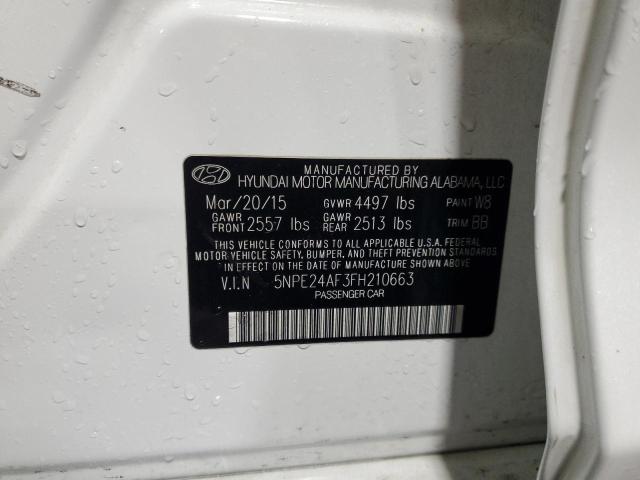 MANUFACTURED BY
HYUNDAI MOTOR MANUFACTURING ALABAMA, LLC
Mar/20/15 GVWR 4497 lbs PAINT W8
GAWR FRONT 2557 lbs GAWR REAR 2513 lbs TRIM BB
THIS VEHICLE CONFORMS TO ALL APPLICABLE U.S.A. FEDERAL
MOTOR VEHICLE SAFETY, BUMPER, AND THEFT PREVENTION STANDARDS
IN EFFECT ON THE DATE OF MANUFACTURE SHOWN ABOVE.
V.I.N 5NPE24AF3FH210663
PASSENGER CAR